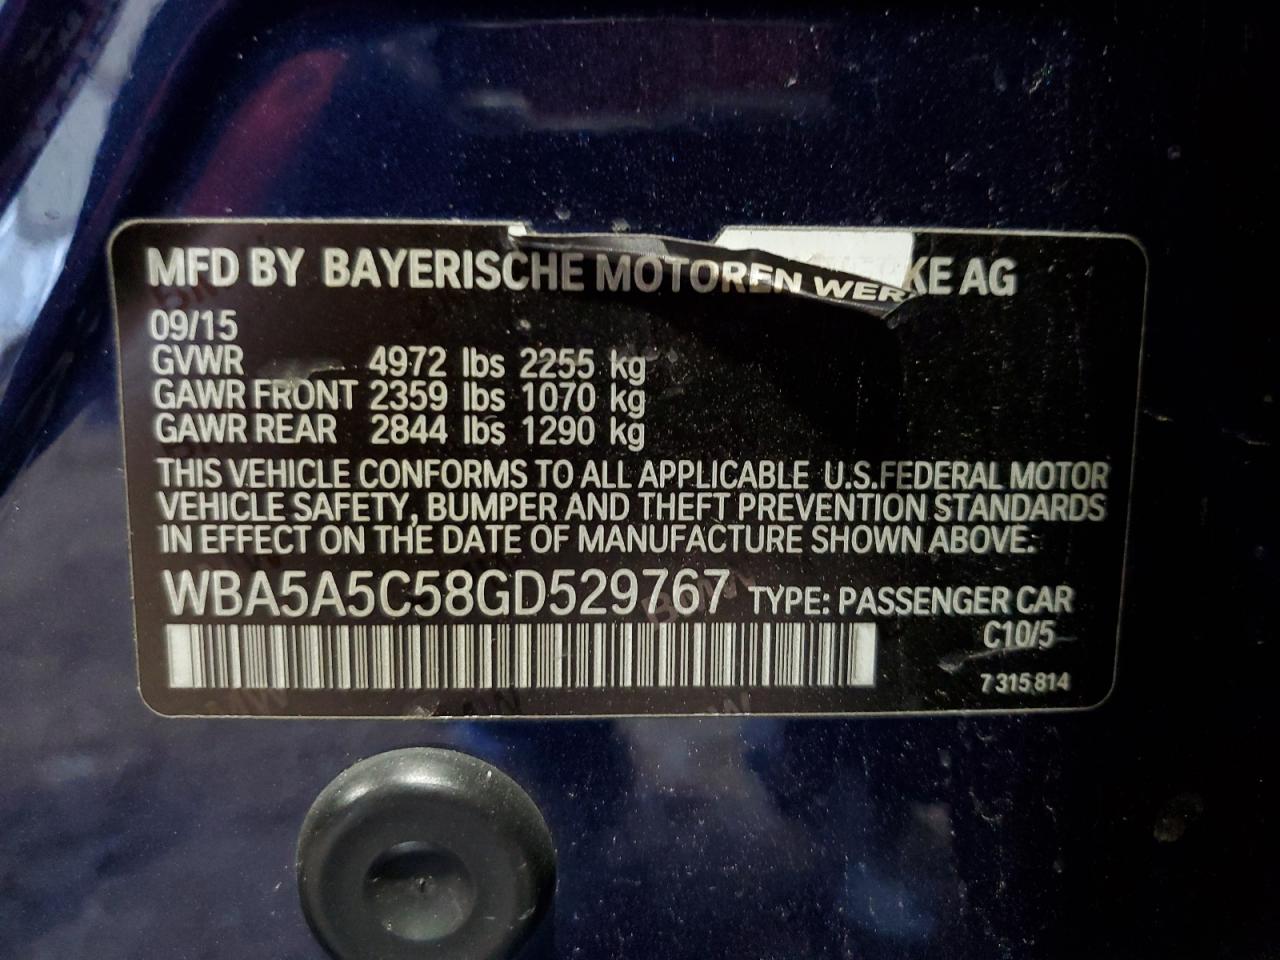 MFD BY BAYERISCHE MOTOREN WERKE AG
09/15
GVWR 4972 lbs 2255 kg
GAWR FRONT 2359 lbs 1070 kg
GAWR REAR 2844 lbs 1290 kg
THIS VEHICLE CONFORMS TO ALL APPLICABLE U.S.FEDERAL MOTOR
VEHICLE SAFETY, BUMPER AND THEFT PREVENTION STANDARDS
IN EFFECT ON THE DATE OF MANUFACTURE SHOWN ABOVE.
WBA5A5C58GD529767 TYPE: PASSENGER CAR
C10/5
7 315 814